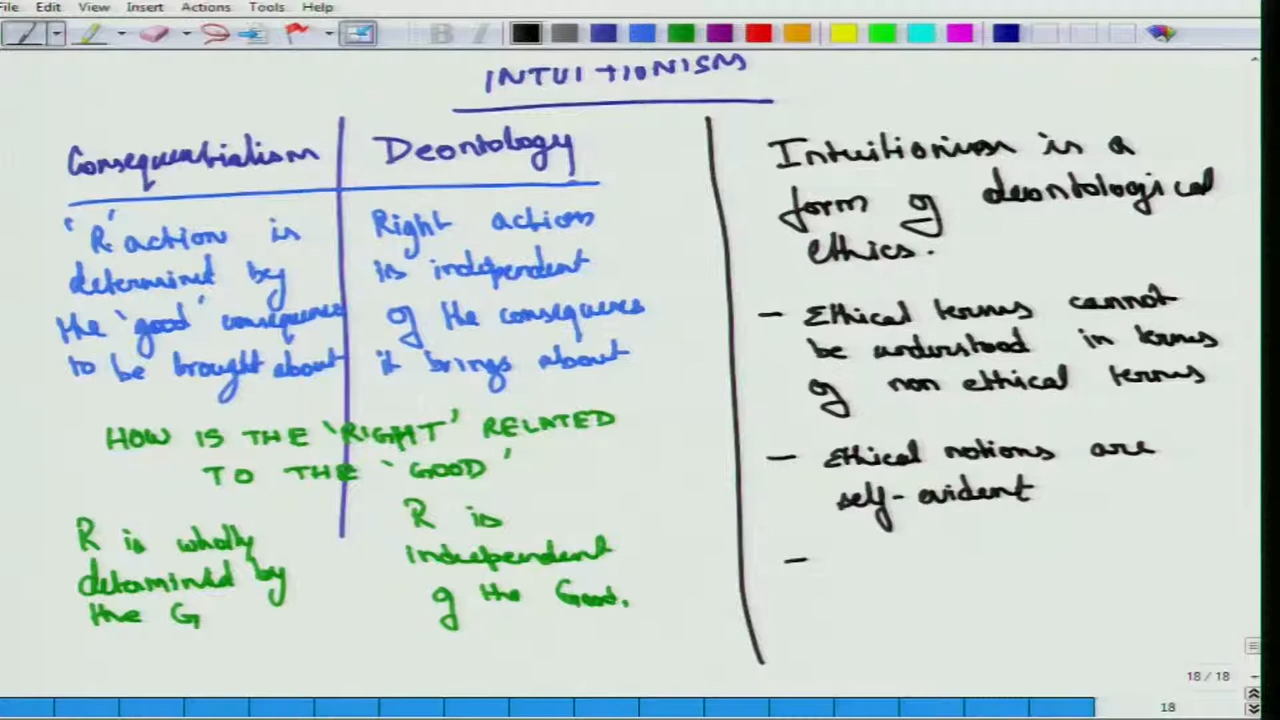 File Edit View Insert Actions Tools Help
INTUITIONISM
Consequentialism
'R' action is
determined by
the 'good' consequence
to be brought about
Deontology
Right actions
is independent
of the consequences
it brings about
HOW IS THE 'RIGHT' RELATED
TO THE 'GOOD'
R is wholly
determined by
the G
R is
independent
of the Good.
Intuitionism is a
form of deontological
ethics.
- Ethical terms cannot
be understood in terms
of non ethical terms
- Ethical notions are
self-evident
-
18 / 18
18